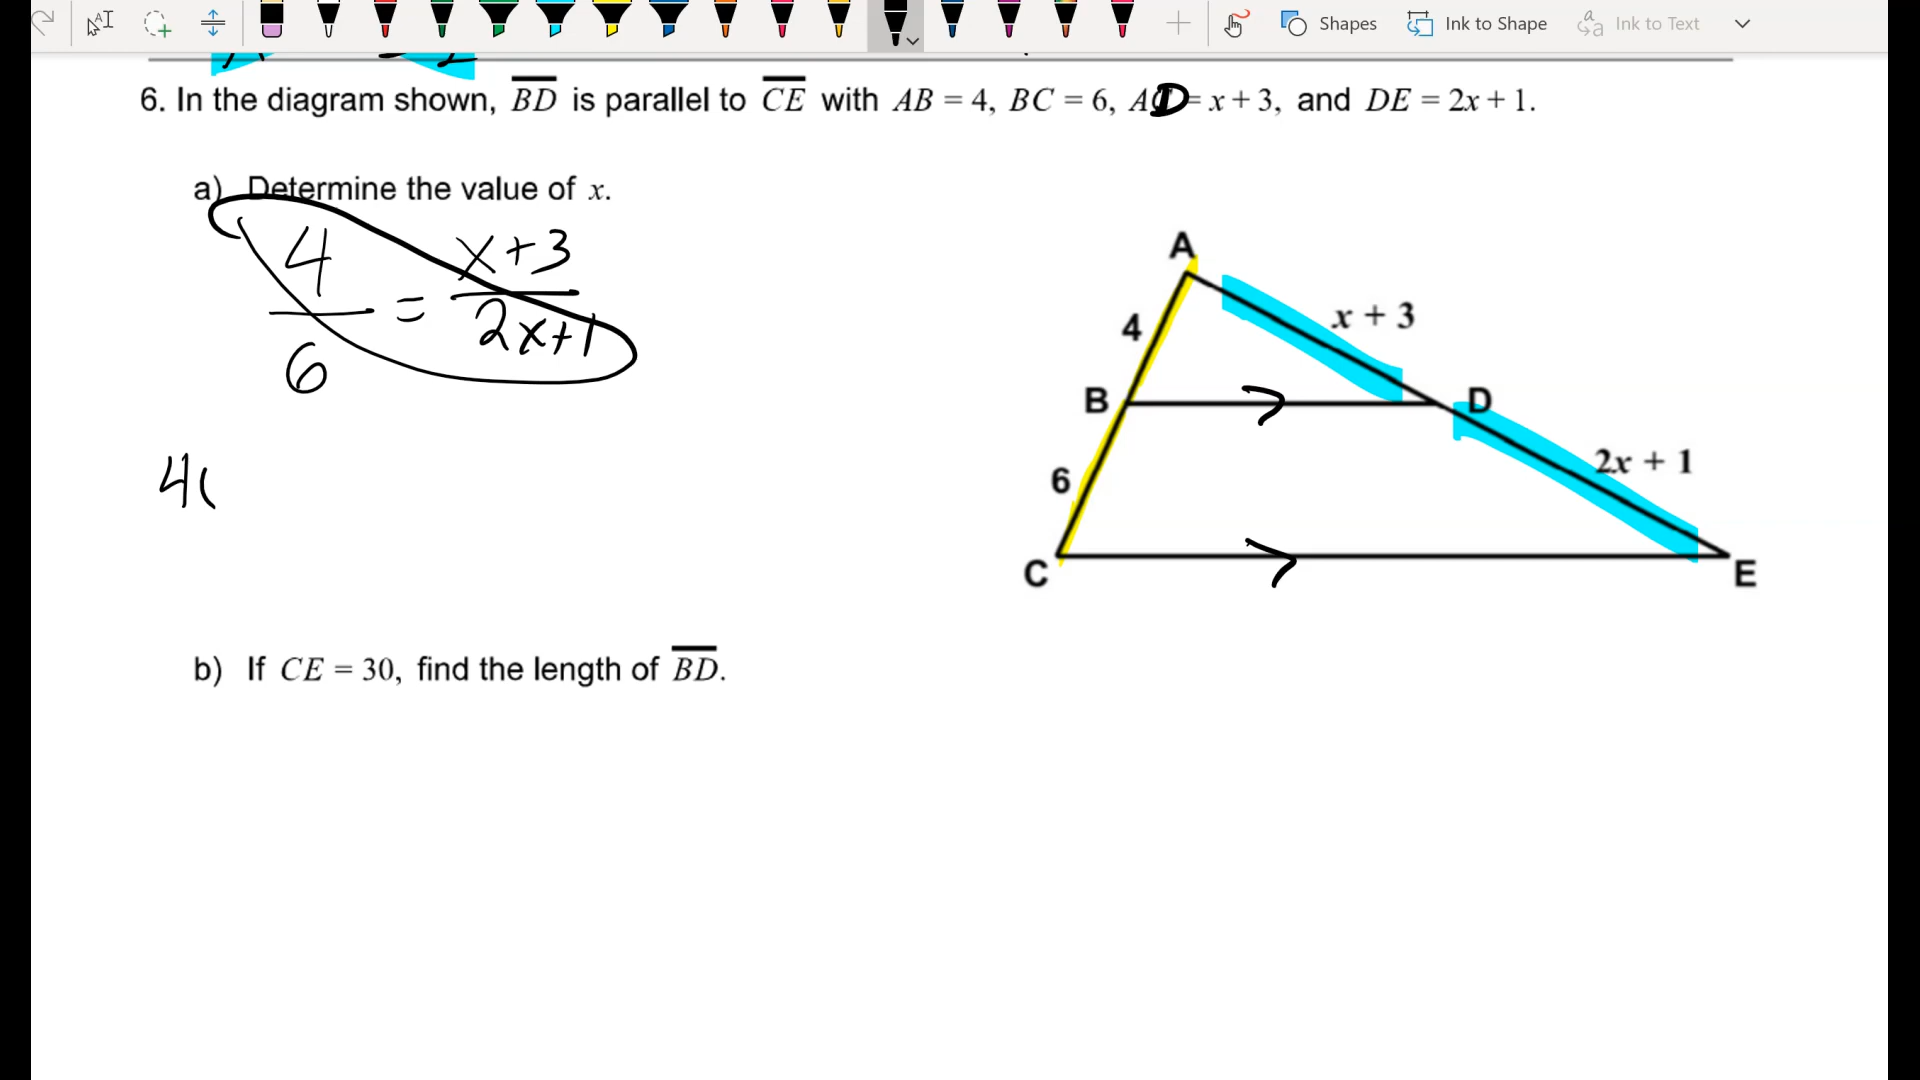 Shapes
Ink to Shape
Ink to Text
6. In the diagram shown, BD is parallel to CE with AB = 4, BC = 6, AD = x + 3, and DE = 2x + 1.
a) Determine the value of x.
4/6 = x+3/2x+1
4(
A
4
x + 3
B
D
6
2x + 1
C
E
b) If CE = 30, find the length of BD.